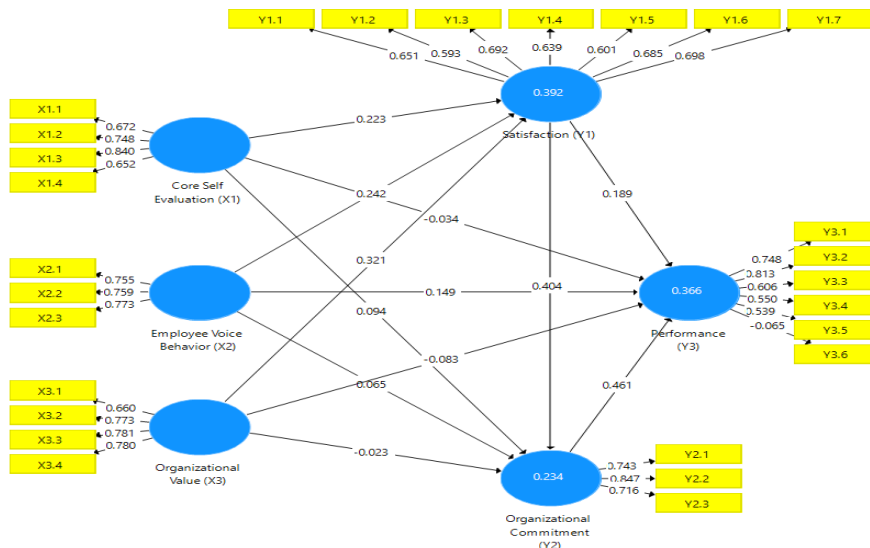 Y1.1 Y1.2 Y1.3 Y1.4 Y1.5 Y1.6 Y1.7
0.651 0.593 0.692 0.639 0.601 0.685 0.698
0.392
Satisfaction (Y1)
X1.1
X1.2
X1.3
X1.4
0.672
0.748
0.840
0.652
Core Self
Evaluation (X1)
0.223
0.242
-0.034
0.189
0.321
X2.1
X2.2
X2.3
0.755
0.759
0.773
Employee Voice
Behavior (X2)
0.149
0.404
0.094
-0.083
0.065
0.366
Performance
(Y3)
0.748
0.813
0.606
0.550
0.539
-0.065
Y3.1
Y3.2
Y3.3
Y3.4
Y3.5
Y3.6
X3.1
X3.2
X3.3
X3.4
0.660
0.773
0.781
0.780
Organizational
Value (X3)
0.461
-0.023
0.234
Organizational
Commitment
(Y2)
0.743
0.847
0.716
Y2.1
Y2.2
Y2.3